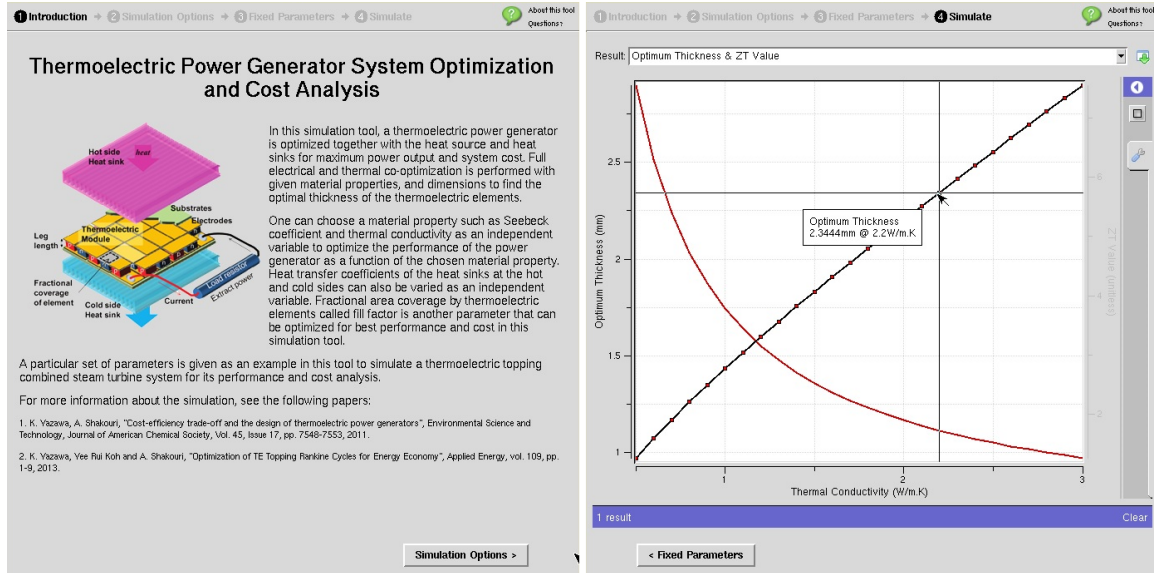 1 Introduction → 2 Simulation Options → 3 Fixed Parameters → 4 Simulate
About this tool
Questions?
Thermoelectric Power Generator System Optimization
and Cost Analysis
Hot side
Heat sink
heat
Substrates
Electrodes
Thermoelectric
Module
Leg
length
Load resistor
Extract power
Fractional
coverage
of element
Current
Cold side
Heat sink
In this simulation tool, a thermoelectric power generator
is optimized together with the heat source and heat
sinks for maximum power output and system cost. Full
electrical and thermal co-optimization is performed with
given material properties, and dimensions to find the
optimal thickness of the thermoelectric elements.
One can choose a material property such as Seebeck
coefficient and thermal conductivity as an independent
variable to optimize the performance of the power
generator as a function of the chosen material property.
Heat transfer coefficients of the heat sinks at the hot
and cold sides can also be varied as an independent
variable. Fractional area coverage by thermoelectric
elements called fill factor is another parameter that can
be optimized for best performance and cost in this
simulation tool.
A particular set of parameters is given as an example in this tool to simulate a thermoelectric topping
combined steam turbine system for its performance and cost analysis.
For more information about the simulation, see the following papers:
1. K. Yazawa, A. Shakouri, "Cost-efficiency trade-off and the design of thermoelectric power generators", Environmental Science and
Technology, Journal of American Chemical Society, Vol. 45, Issue 17, pp. 7548-7553, 2011.
2. K. Yazawa, Yee Rui Koh and A. Shakouri, "Optimization of TE Topping Rankine Cycles for Energy Economy", Applied Energy, vol. 109, pp.
1-9, 2013.
Simulation Options >
1 Introduction → 2 Simulation Options → 3 Fixed Parameters → 4 Simulate
About this tool
Questions?
Result: Optimum Thickness & ZT Value
Optimum Thickness (mm)
2.5
2
1.5
1
Optimum Thickness
2.3444mm @ 2.2W/m.K
6
4
2
ZT Value (unitless)
1
2
3
Thermal Conductivity (W/m.K)
1 result
Clear
< Fixed Parameters